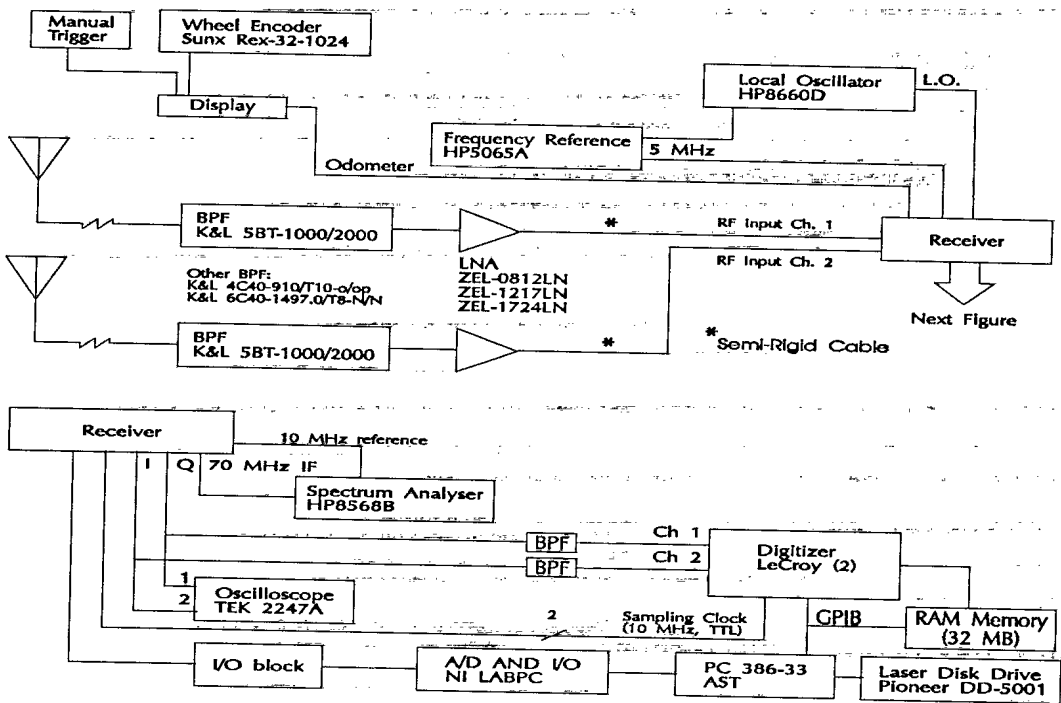 Manual
Trigger
Wheel Encoder
Sunx Rex-32-1024
Display
Local Oscillator
HP8660D
L.O.
Frequency Reference
HP5065A
5 MHz
Odometer
BPF
K&L 5BT-1000/2000
*
RF Input Ch. 1
RF Input Ch. 2
Receiver
LNA
ZEL-0812LN
ZEL-1217LN
ZEL-1724LN
Other BPF:
K&L 4C40-910/T10-o/op
K&L 6C40-1497.0/T8-N/N
Next Figure
BPF
K&L 5BT-1000/2000
*
*Semi-Rigid Cable
Receiver
10 MHz reference
I
Q
70 MHz IF
Spectrum Analyser
HP8568B
BPF
Ch 1
BPF
Ch 2
Digitizer
LeCroy (2)
1
2
Oscilloscope
TEK 2247A
2
Sampling Clock
(10 MHz, TTL)
GPIB
RAM Memory
(32 MB)
I/O block
A/D AND I/O
NI LABPC
PC 386-33
AST
Laser Disk Drive
Pioneer DD-5001